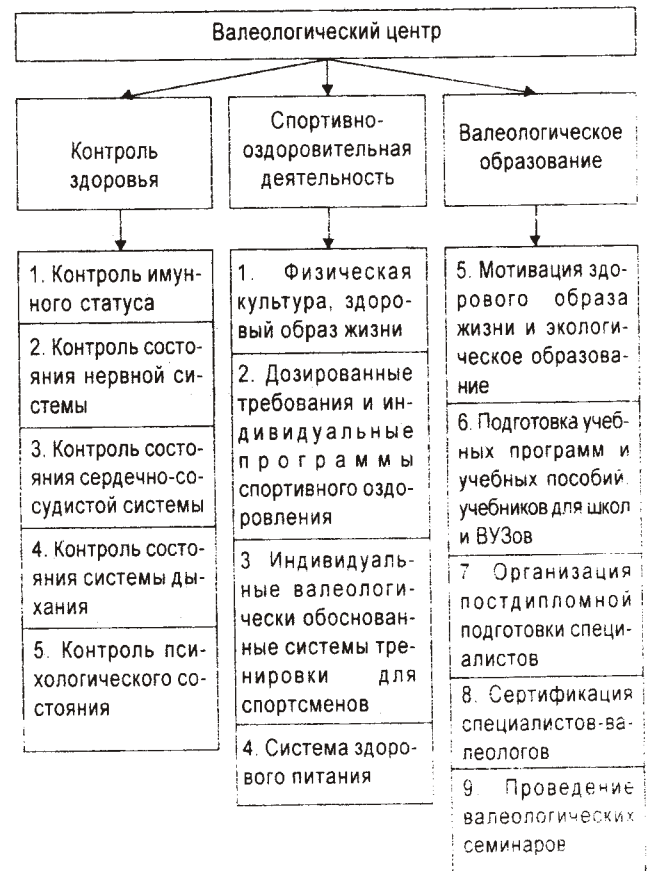 Валеологический центр
Контроль
здоровья
Спортивно-
оздоровительная
деятельность
Валеологическое
образование
1. Контроль имун-
ного статуса
2. Контроль состо-
яния нервной си-
стемы
3. Контроль состо-
яния сердечно-со-
судистой системы
4. Контроль состо-
яния системы ды-
хания
5. Контроль пси-
хологического со-
стояния
1. Физическая
культура, здоро-
вый образ жизни
2. Дозированные
требования и ин-
дивидуальные
программы
спортивного оздо-
ровления
3 Индивидуаль-
ные валеологи-
чески обоснован-
ные системы тре-
нировки для
спортсменов
4. Система здоро-
вого питания
5. Мотивация здо-
рового образа
жизни и экологи-
ческое образова-
ние
6. Подготовка учеб-
ных программ и
учебных пособий,
учебников для школ
и ВУЗов
7 Организация
постдипломной
подготовки специ-
алистов
8. Сертификация
специалистов-ва-
леологов
9. Проведение
валеологических
семинаров